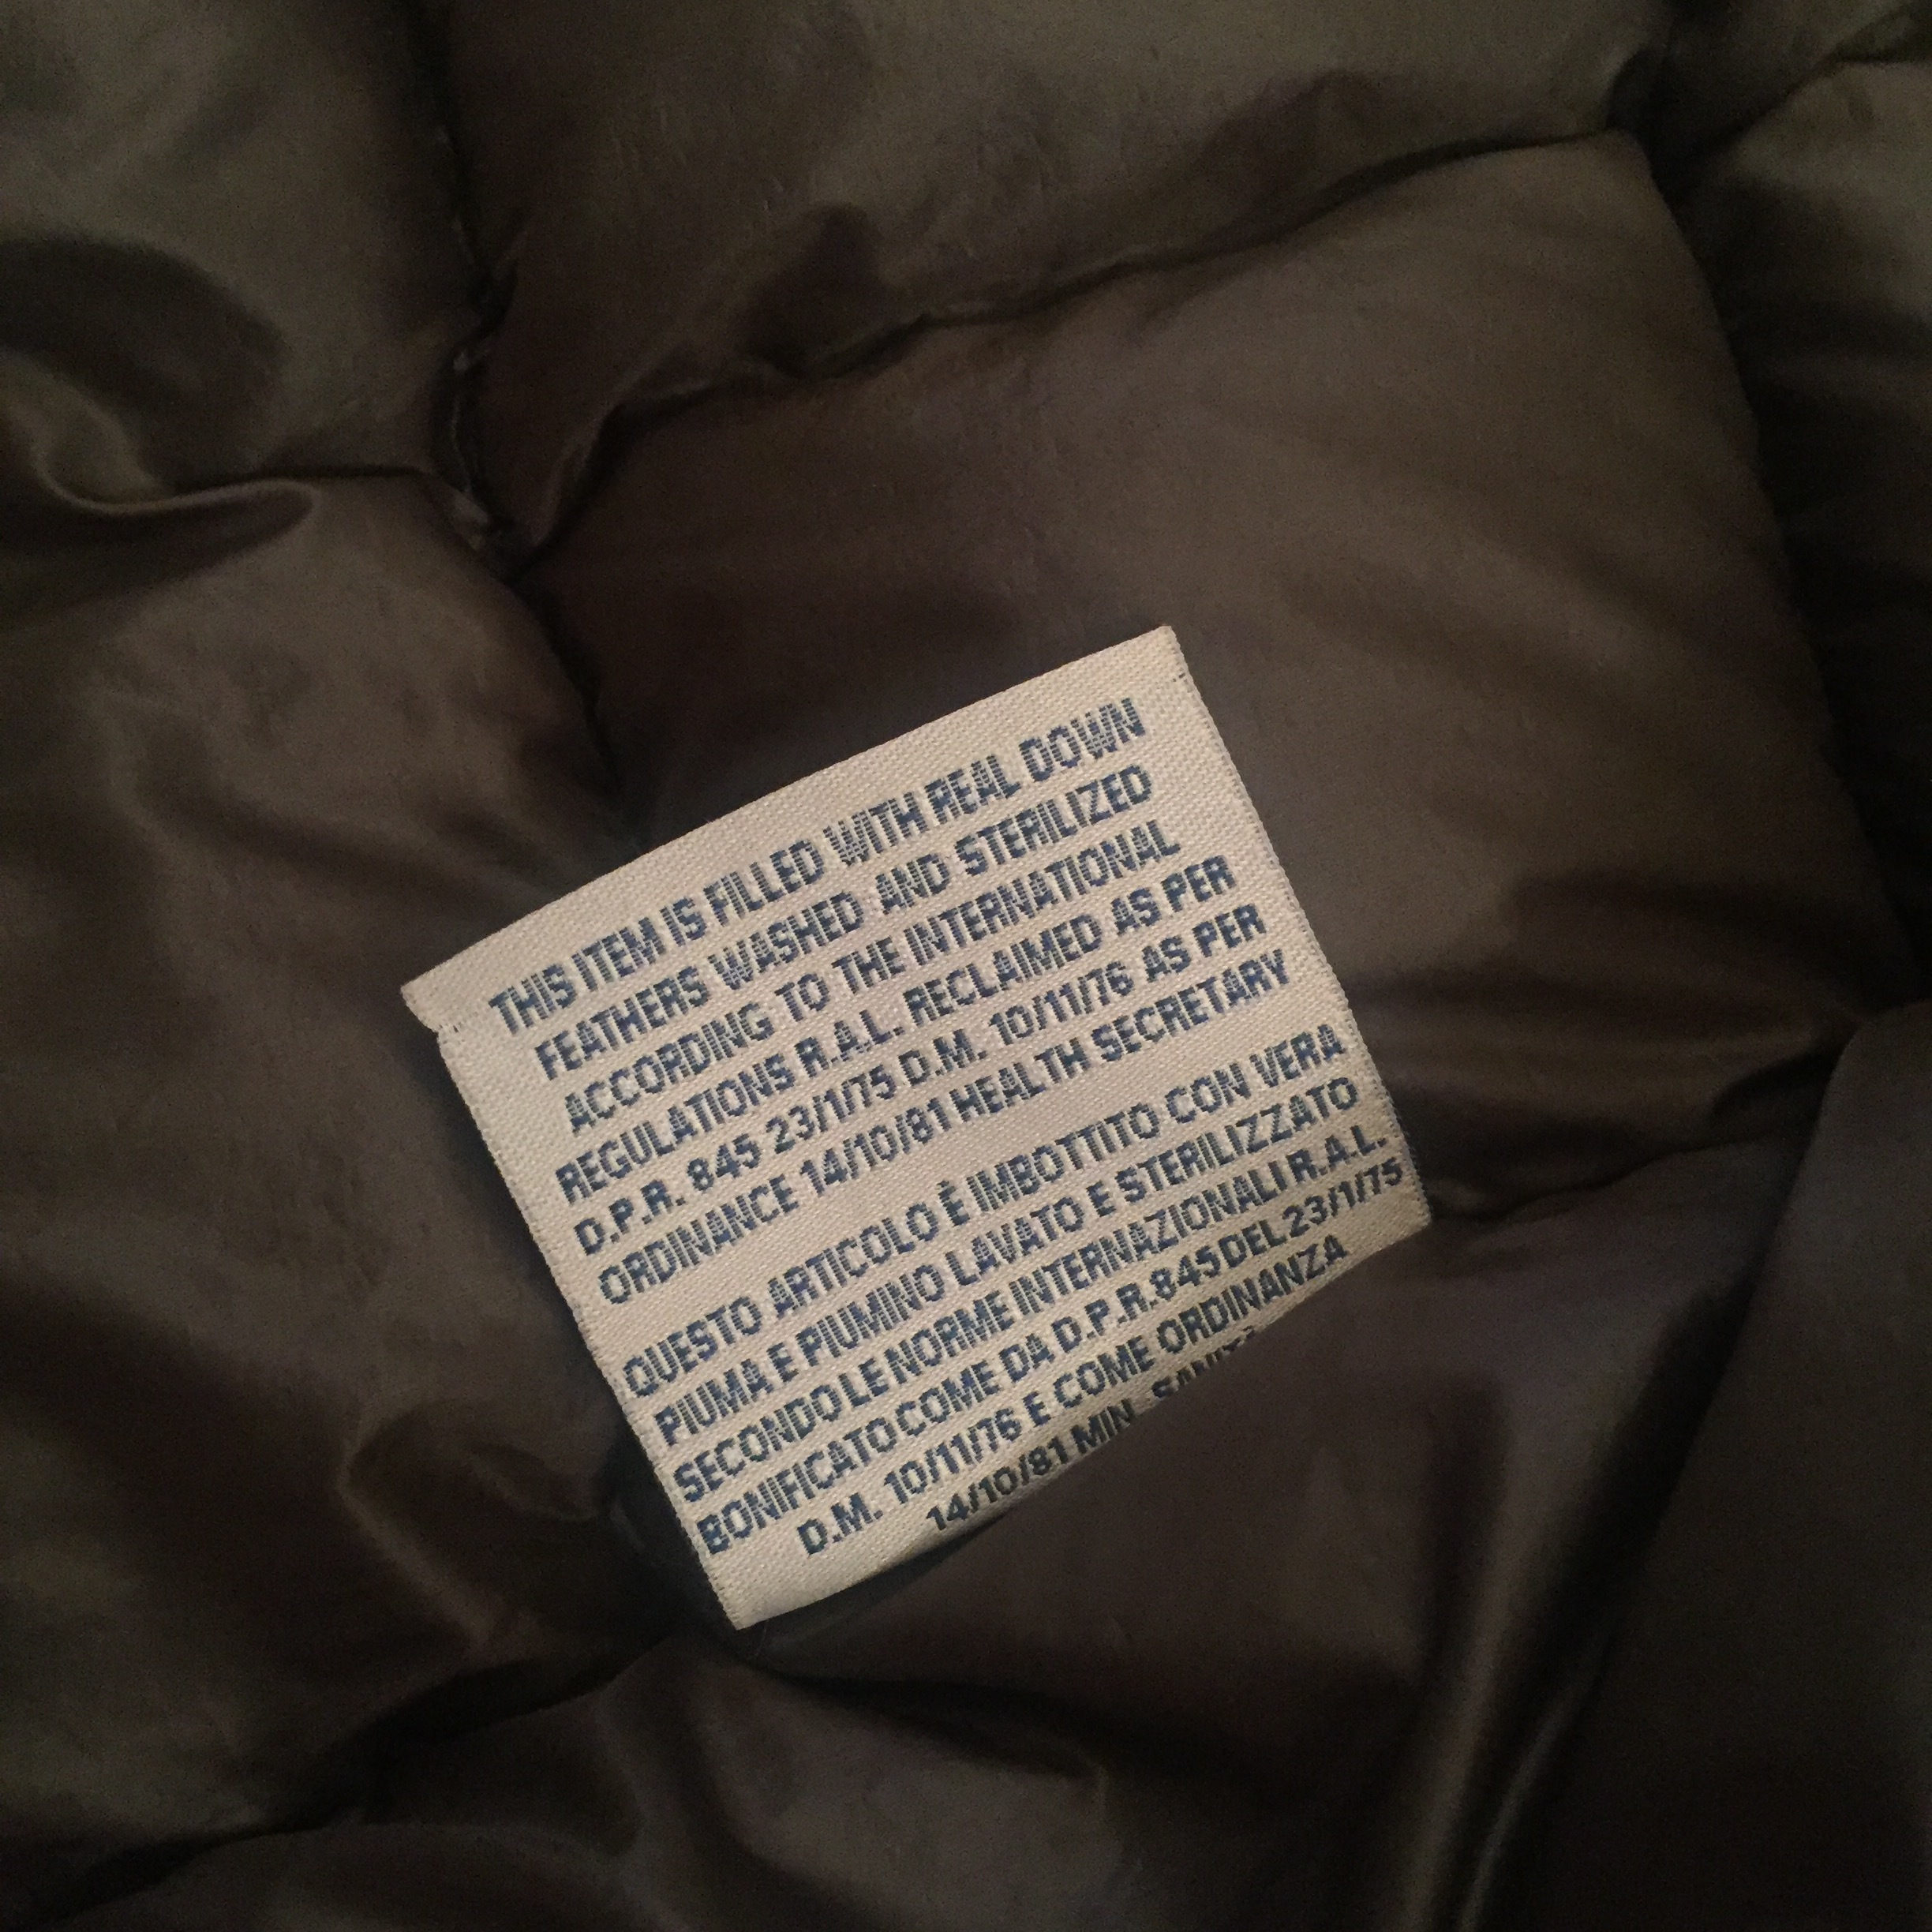 THIS ITEM IS FILLED WITH REAL DOWN
FEATHERS WASHED AND STERILIZED
ACCORDING TO THE INTERNATIONAL
REGULATIONS R.A.L. RECLAIMED AS PER
D.P.R. 845 23/1/75 D.M. 10/11/76 AS PER
ORDINANCE 14/10/81 HEALTH SECRETARY
QUESTO ARTICOLO È IMBOTTITO CON VERA
PIUMA E PIUMINO LAVATO E STERILIZZATO
SECONDO LE NORME INTERNAZIONALI R.A.L.
BONIFICATO COME DA D.P.R. 845 DEL 23/1/75
D.M. 10/11/76 E COME ORDINANZA
14/10/81 MIN.